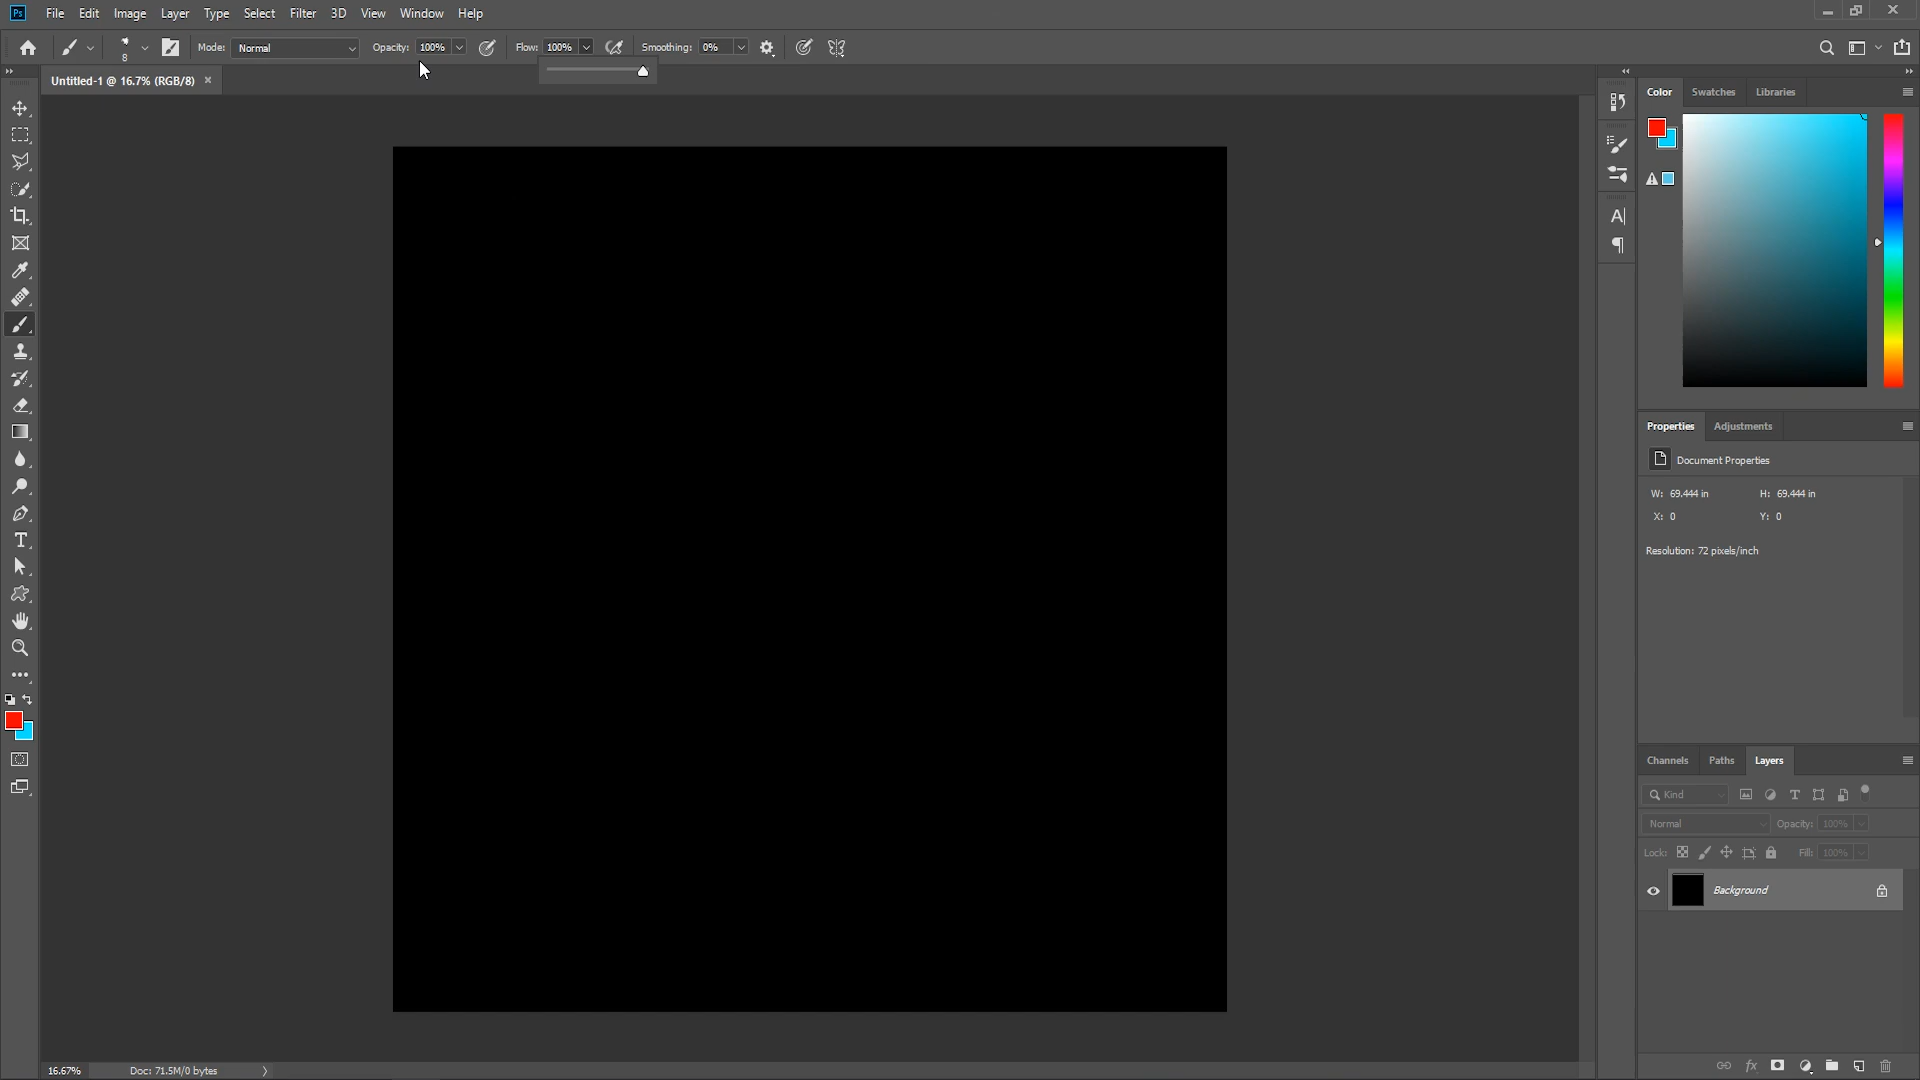 Ps File Edit Image Layer Type Select Filter 3D View Window Help
8 Mode: Normal Opacity: 100% Flow: 100% Smoothing: 0%
Untitled-1 @ 16.7% (RGB/8) ×
Color Swatches Libraries
Properties Adjustments
Document Properties
W: 69.444 in H: 69.444 in
X: 0 Y: 0
Resolution: 72 pixels/inch
Channels Paths Layers
Kind
Normal Opacity: 100%
Lock: Fill: 100%
Background
fx
16.67% Doc: 71.5M/0 bytes